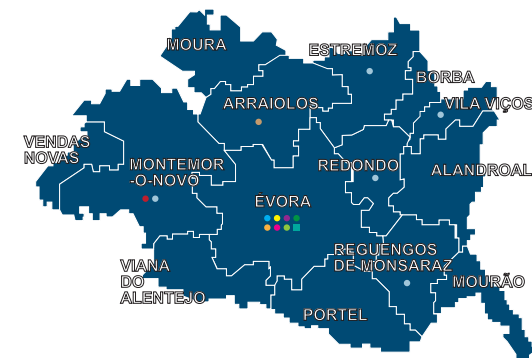 MOURA
ESTREMOZ
BORBA
ARRAIOLOS
VILA VIÇOS
VENDAS
NOVAS
MONTEMOR
-O-NOVO
REDONDO
ALANDROAL
ÉVORA
REGUENGOS
DE MONSARAZ
VIANA
DO
ALENTEJO
MOURÃO
PORTEL